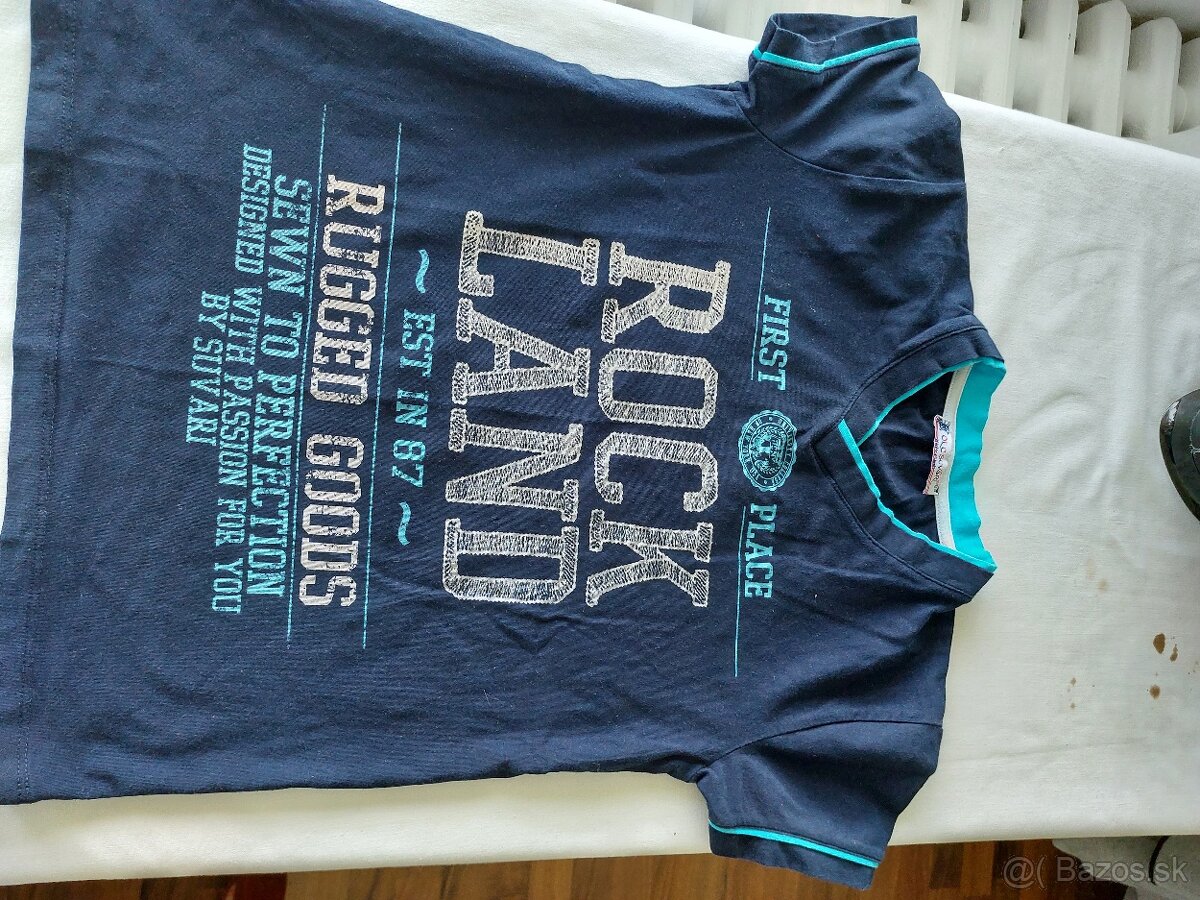 FIRST PLACE
ROCK
LAND
~ EST IN 87 ~
RUGGED GOODS
SEWN TO PERFECTION
DESIGNED WITH PASSION FOR YOU
BY SUVARI
@( Bazos.sk